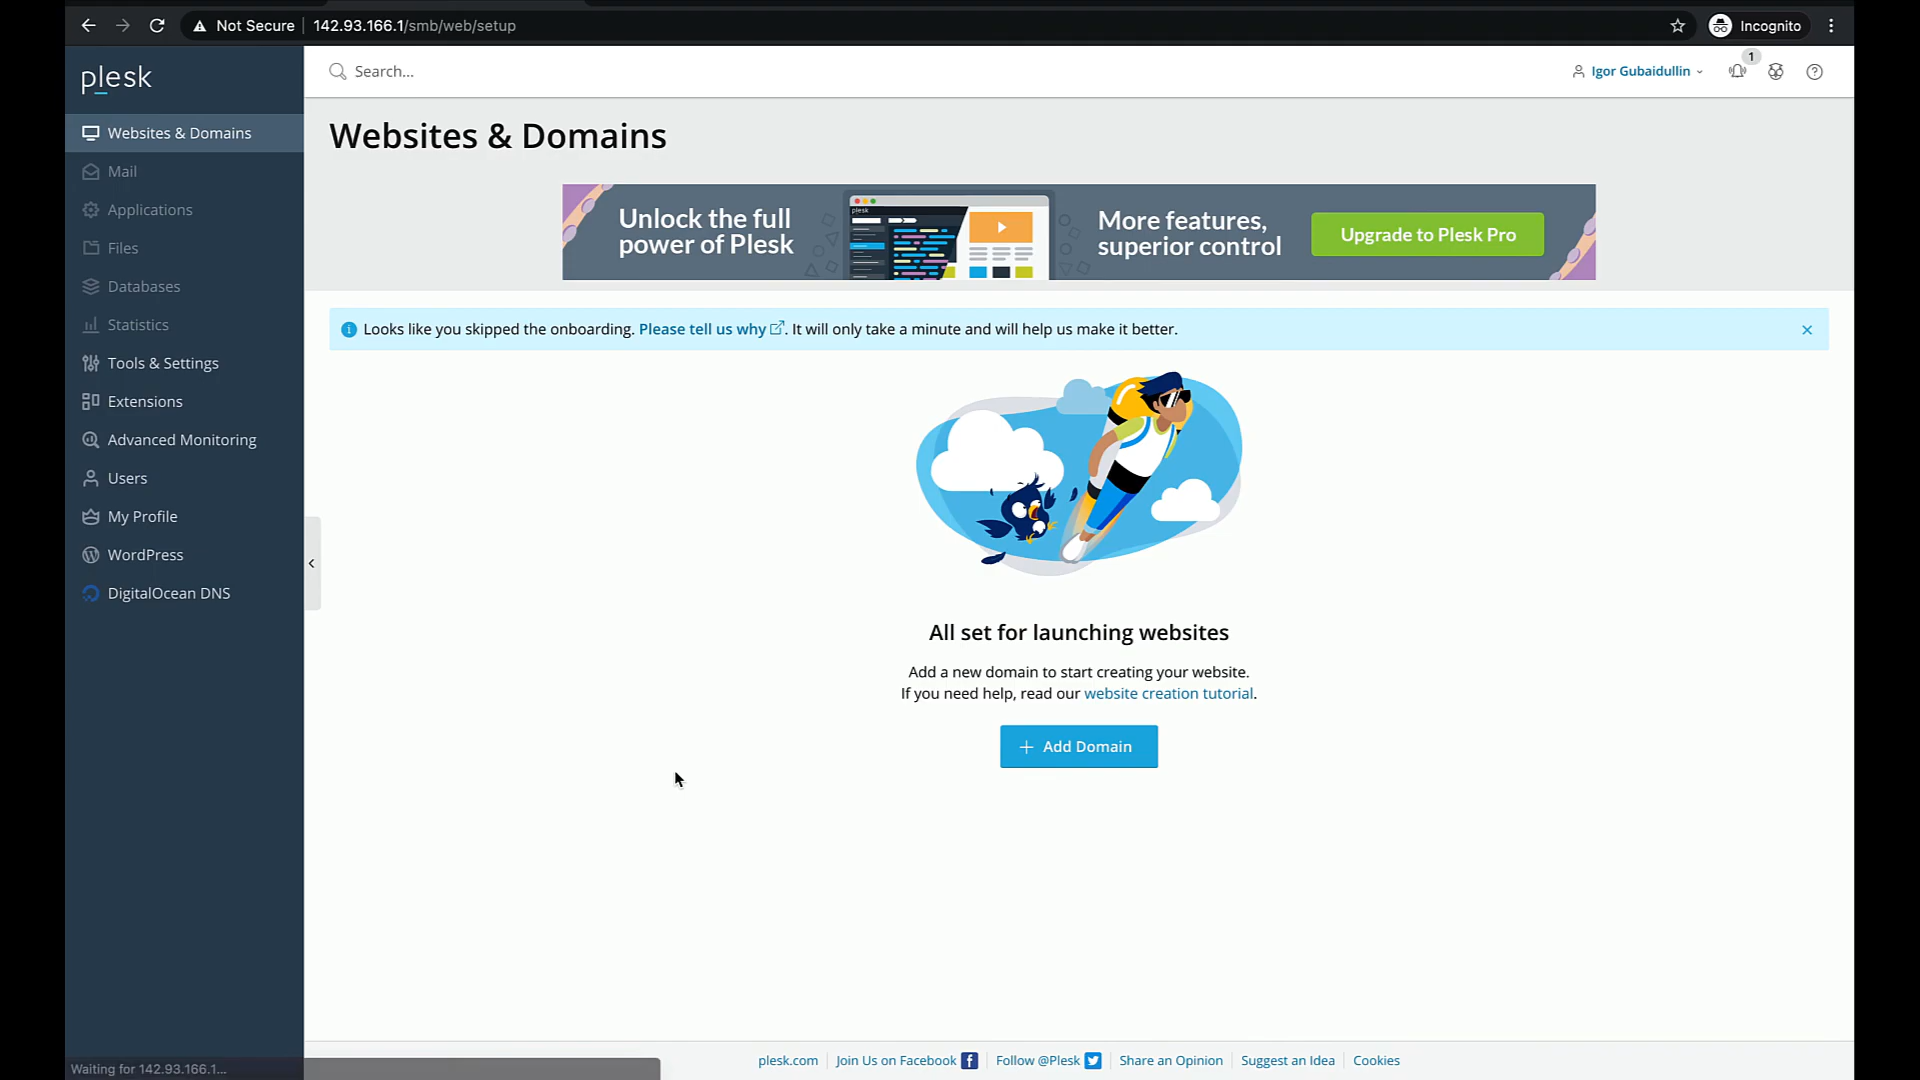 Not Secure
142.93.166.1/smb/web/setup
Incognito
plesk
Search...
Igor Gubaidullin
1
Websites & Domains
Mail
Applications
Files
Databases
Statistics
Tools & Settings
Extensions
Advanced Monitoring
Users
My Profile
WordPress
DigitalOcean DNS
Websites & Domains
Unlock the full
power of Plesk
plesk
More features,
superior control
Upgrade to Plesk Pro
Looks like you skipped the onboarding. Please tell us why. It will only take a minute and will help us make it better.
All set for launching websites
Add a new domain to start creating your website.
If you need help, read our website creation tutorial.
+ Add Domain
plesk.com
Join Us on Facebook
Follow @Plesk
Share an Opinion
Suggest an Idea
Cookies
Waiting for 142.93.166.1...